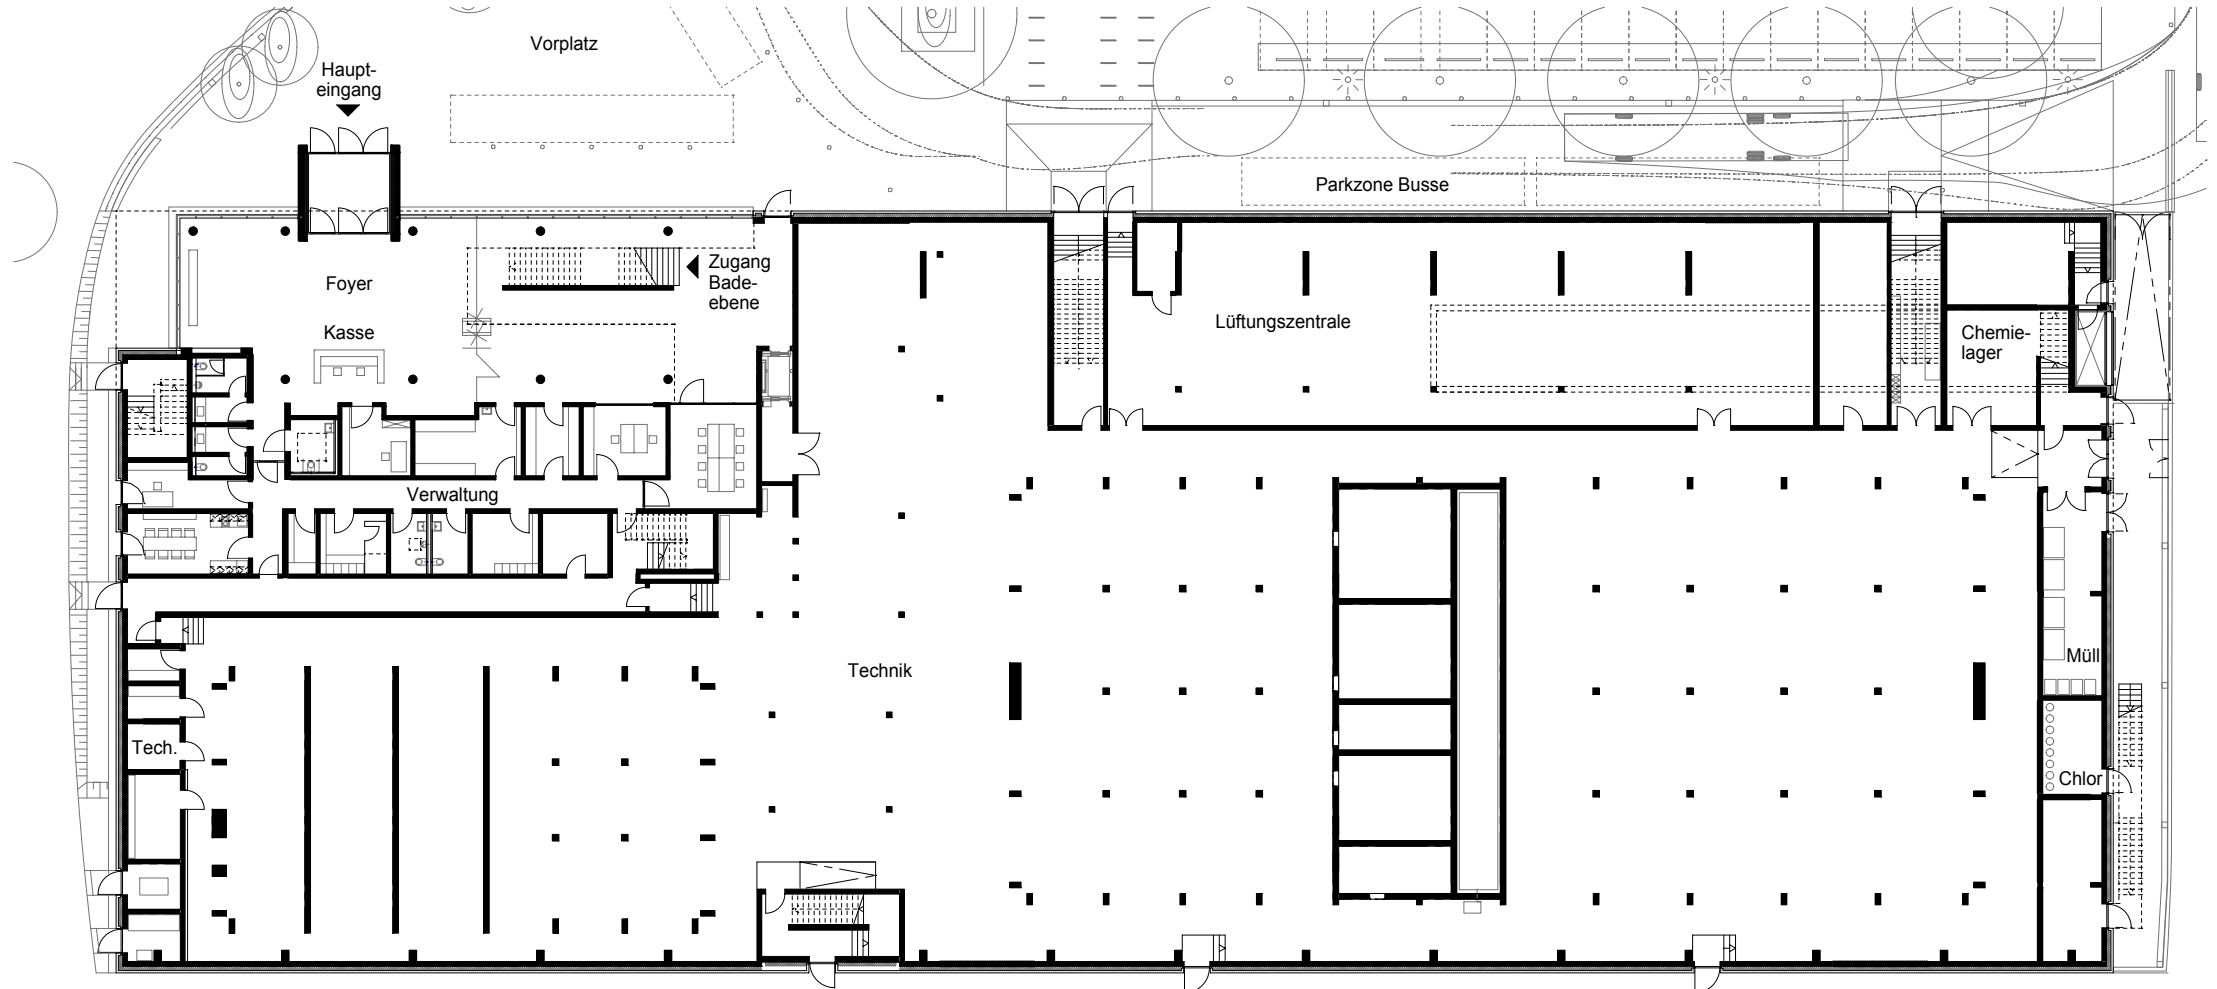 Vorplatz
Haupt-
eingang
Parkzone Busse
Foyer
Zugang
Bade-
ebene
Kasse
Lüftungszentrale
Chemie-
lager
Verwaltung
Technik
Müll
Tech.
Chlor